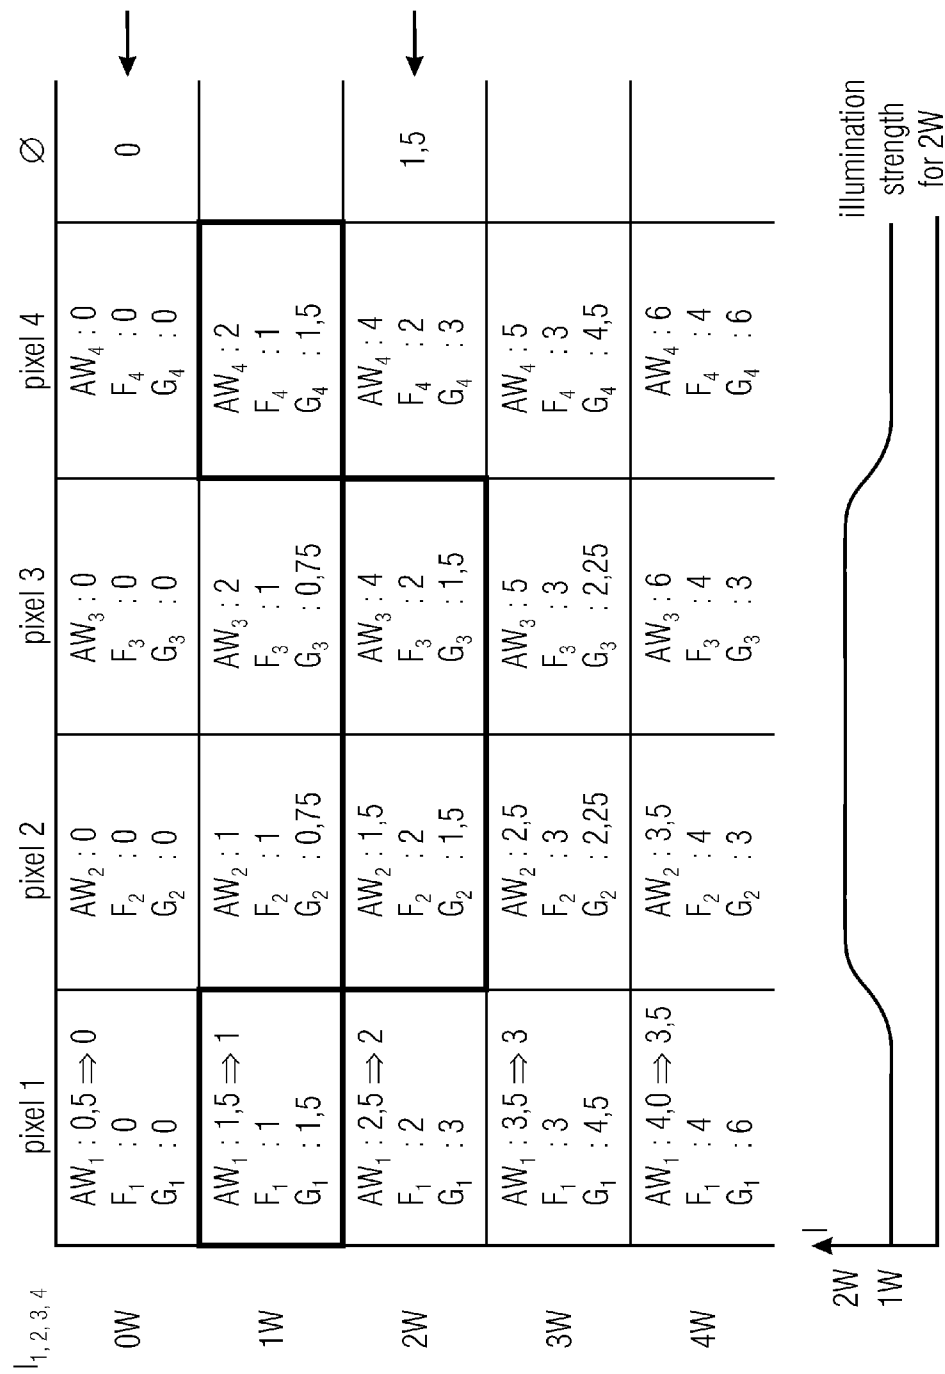 I1, 2, 3, 4 pixel 1 pixel 2 pixel 3 pixel 4 ∅
0W
AW1 : 0,5 ⇒ 0
F1 : 0
G1 : 0
AW2 : 0
F2 : 0
G2 : 0
AW3 : 0
F3 : 0
G3 : 0
AW4 : 0
F4 : 0
G4 : 0
0
1W
AW1 : 1,5 ⇒ 1
F1 : 1
G1 : 1,5
AW2 : 1
F2 : 1
G2 : 0,75
AW3 : 2
F3 : 1
G3 : 0,75
AW4 : 2
F4 : 1
G4 : 1,5
2W
AW1 : 2,5 ⇒ 2
F1 : 2
G1 : 3
AW2 : 1,5
F2 : 2
G2 : 1,5
AW3 : 4
F3 : 2
G3 : 1,5
AW4 : 4
F4 : 2
G4 : 3
1,5
3W
AW1 : 3,5 ⇒ 3
F1 : 3
G1 : 4,5
AW2 : 2,5
F2 : 3
G2 : 2,25
AW3 : 5
F3 : 3
G3 : 2,25
AW4 : 5
F4 : 3
G4 : 4,5
4W
AW1 : 4,0 ⇒ 3,5
F1 : 4
G1 : 6
AW2 : 3,5
F2 : 4
G2 : 3
AW3 : 6
F3 : 4
G3 : 3
AW4 : 6
F4 : 4
G4 : 6
I
2W
1W
illumination
strength
for 2W